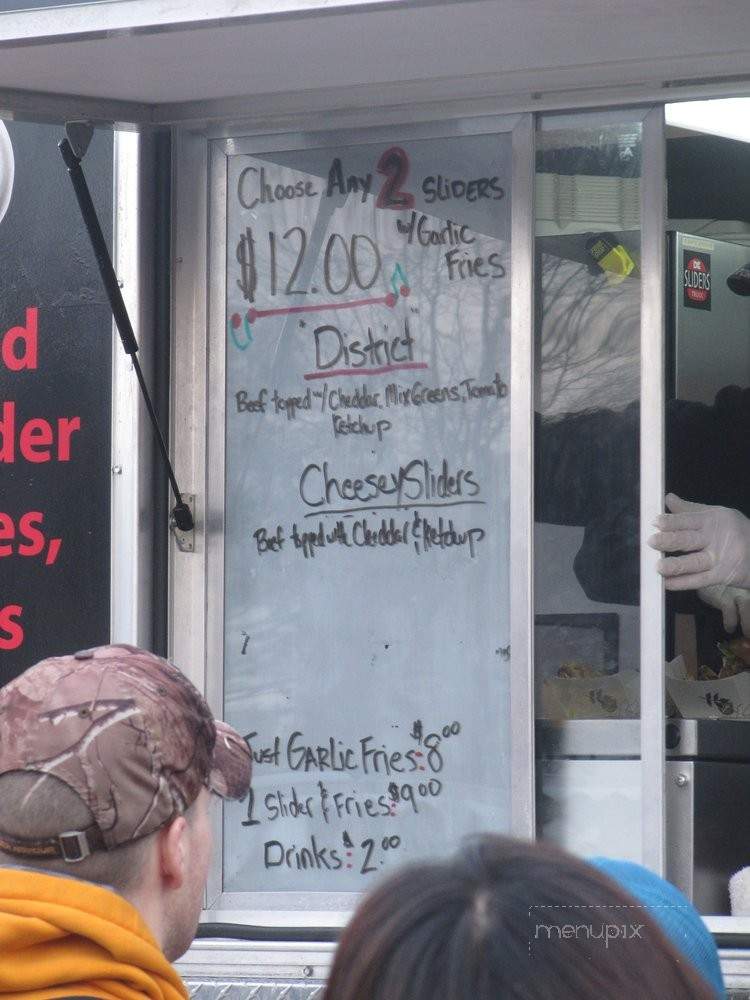 Choose Any 2 SLIDERS
$12.00 w/Garlic
Fries
"District"
Beef topped w/ Cheddar, Mix Greens, Tomato
Ketchup
Cheesey Sliders
Beef topped with Cheddar & Ketchup
Just GARLic Fries: $8.00
1 Slider & Fries: $9.00
Drinks: $2.00
d
der
es,
s
DC
SLIDERS
TRUCK
menupix